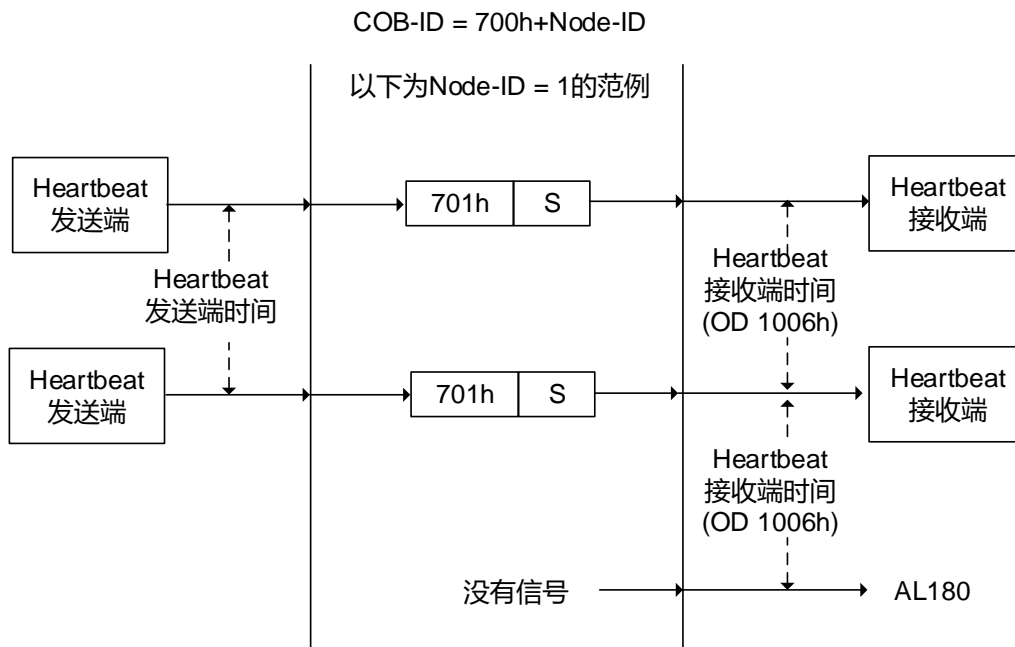 COB-ID = 700h+Node-ID
以下为Node-ID = 1的范例
Heartbeat
发送端
701h
S
Heartbeat
接收端
Heartbeat
发送端时间
Heartbeat
接收端时间
(OD 1006h)
Heartbeat
发送端
701h
S
Heartbeat
接收端
Heartbeat
接收端时间
(OD 1006h)
没有信号
AL180